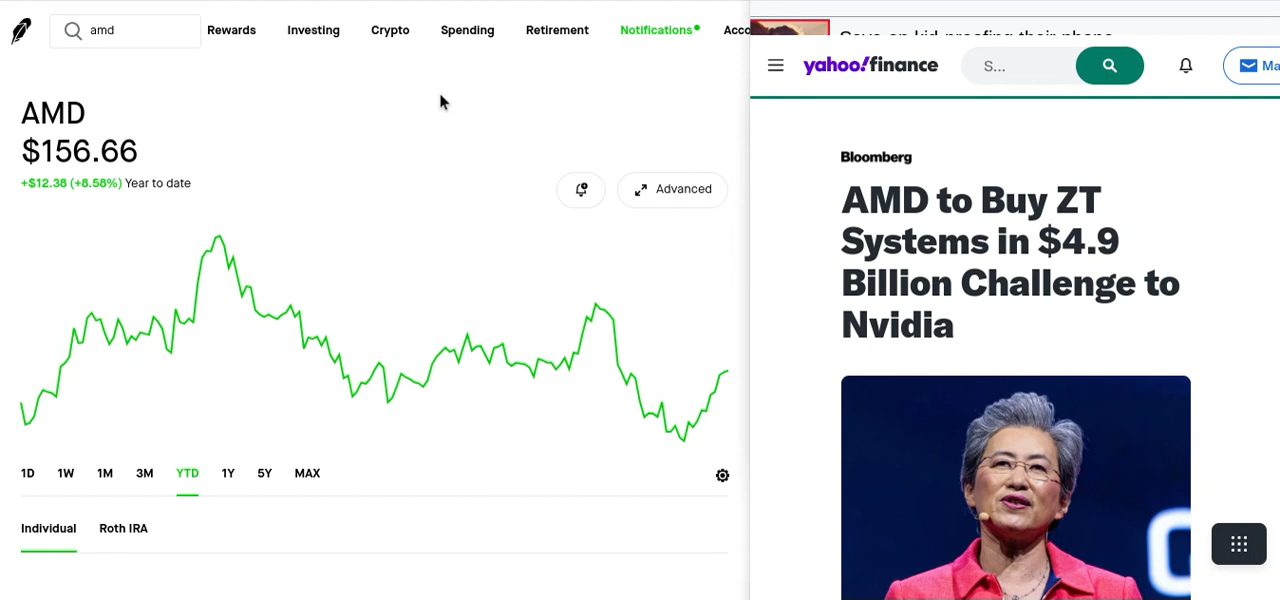 amd
Rewards
Investing
Crypto
Spending
Retirement
Notifications
Acco
AMD
$156.66
+$12.38 (+8.58%) Year to date
Advanced
1D
1W
1M
3M
YTD
1Y
5Y
MAX
Individual
Roth IRA
yahoo!finance
S...
Ma
Bloomberg
AMD to Buy ZT
Systems in $4.9
Billion Challenge to
Nvidia